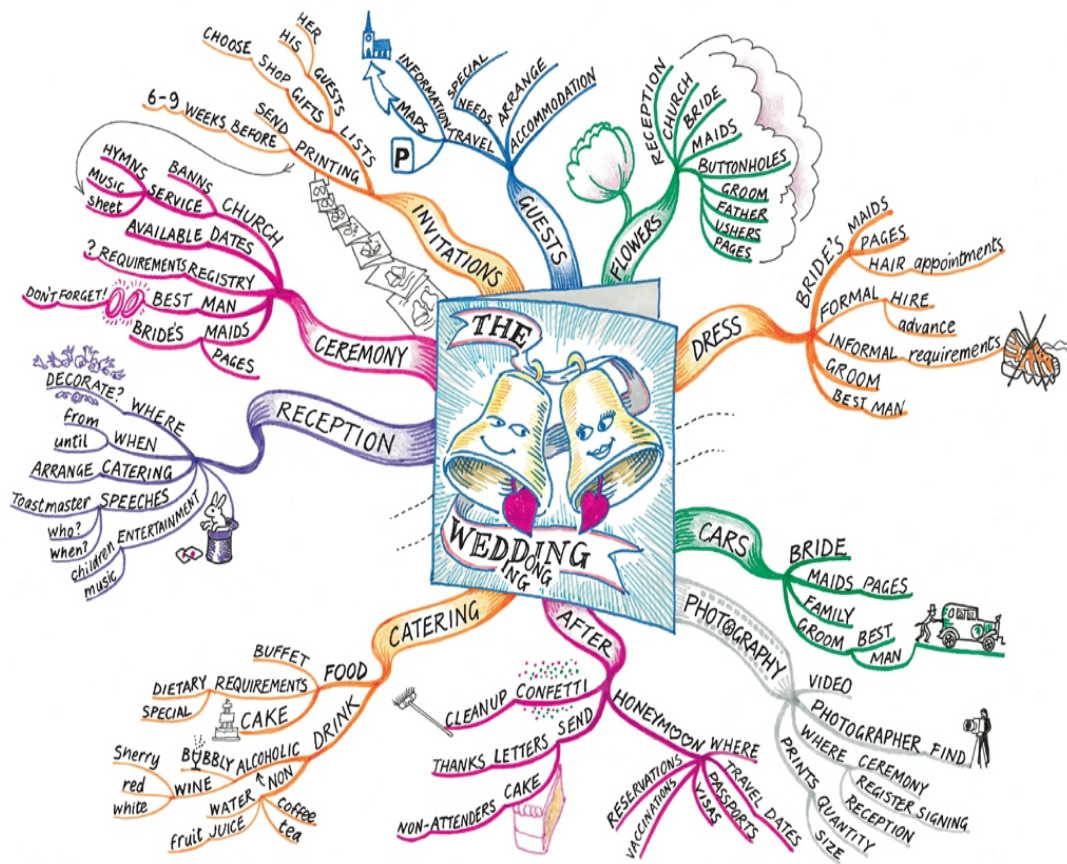 THE
WEDDING
DONG
ING
INVITATIONS
LISTS
GUESTS
HIS
HER
GIFTS
SHOP
CHOOSE
PRINTING
SEND
6-9 WEEKS BEFORE
GUESTS
TRAVEL
MAPS
INFORMATION
P
NEEDS
SPECIAL
ARRANGE
ACCOMMODATION
FLOWERS
RECEPTION
CHURCH
BRIDE
MAIDS
BUTTONHOLES
GROOM
FATHER
USHERS
PAGES
DRESS
BRIDE'S MAIDS
PAGES
HAIR appointments
FORMAL HIRE
advance
INFORMAL requirements
GROOM
BEST MAN
CARS
BRIDE
MAIDS PAGES
FAMILY
GROOM BEST
MAN
PHOTOGRAPHY
VIDEO
PHOTOGRAPHER FIND
WHERE CEREMONY
REGISTER SIGNING
RECEPTION
PRINTS QUANTITY
SIZE
AFTER
CONFETTI
CLEANUP
SEND
THANKS LETTERS
CAKE
NON-ATTENDERS
HONEYMOON
WHERE
TRAVEL DATES
PASSPORTS
VISAS
VACCINATIONS
RESERVATIONS
CATERING
FOOD
BUFFET
DIETARY REQUIREMENTS
SPECIAL
CAKE
DRINK
ALCOHOLIC
BUBBLY
WINE
Sherry
red
white
NON
WATER
fruit JUICE
coffee
tea
RECEPTION
WHERE
DECORATE?
WHEN
from
until
ARRANGE CATERING
SPEECHES
Toastmaster
who?
when?
ENTERTAINMENT
children
music
CEREMONY
CHURCH
BANNS
SERVICE
HYMNS
MUSIC
sheet
AVAILABLE DATES
? REQUIREMENTS REGISTRY
BEST MAN
DON'T FORGET!
BRIDE'S MAIDS
PAGES